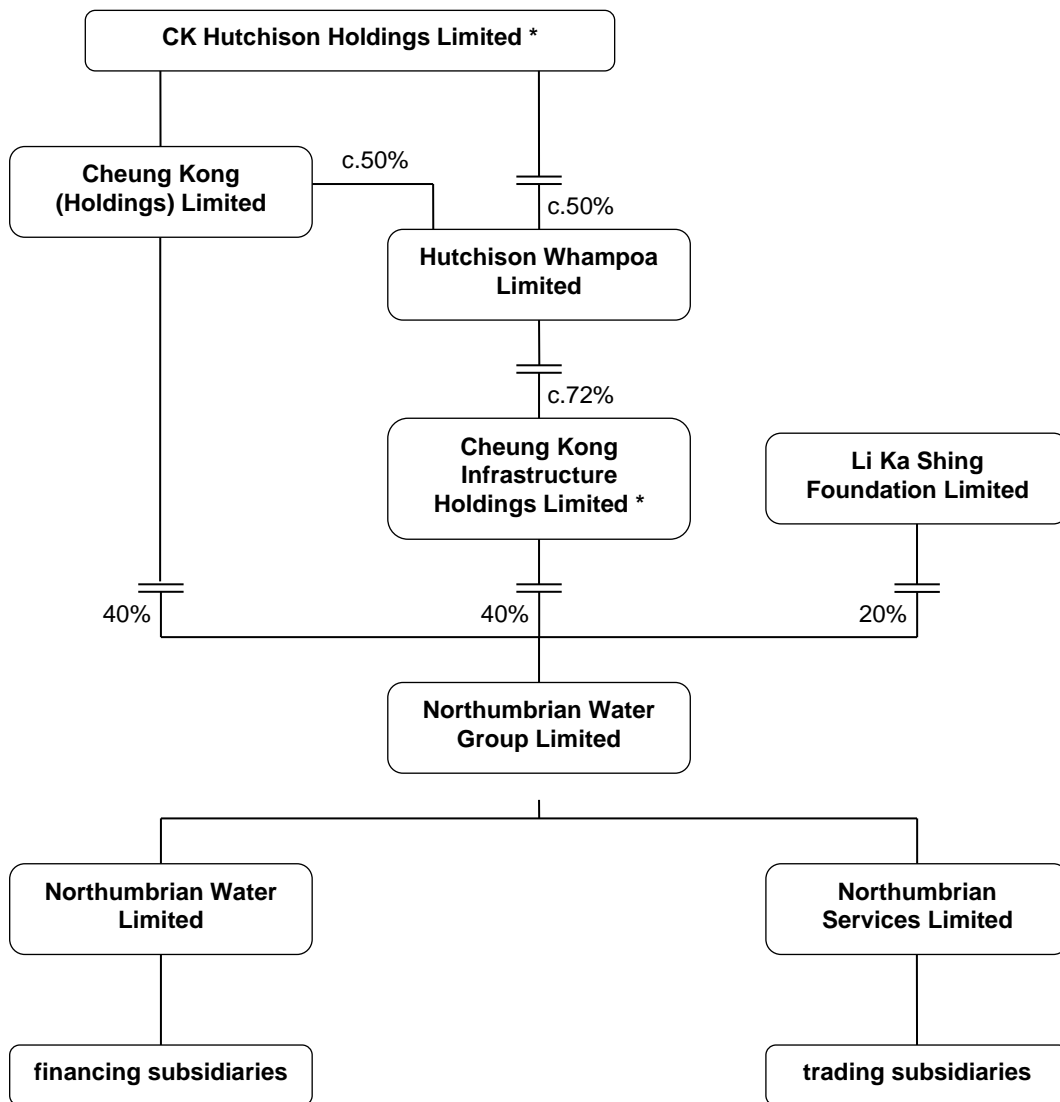 CK Hutchison Holdings Limited *
Cheung Kong
(Holdings) Limited
c.50%
c.50%
Hutchison Whampoa
Limited
c.72%
Cheung Kong
Infrastructure
Holdings Limited *
Li Ka Shing
Foundation Limited
40%
40%
20%
Northumbrian Water
Group Limited
Northumbrian Water
Limited
Northumbrian
Services Limited
financing subsidiaries
trading subsidiaries